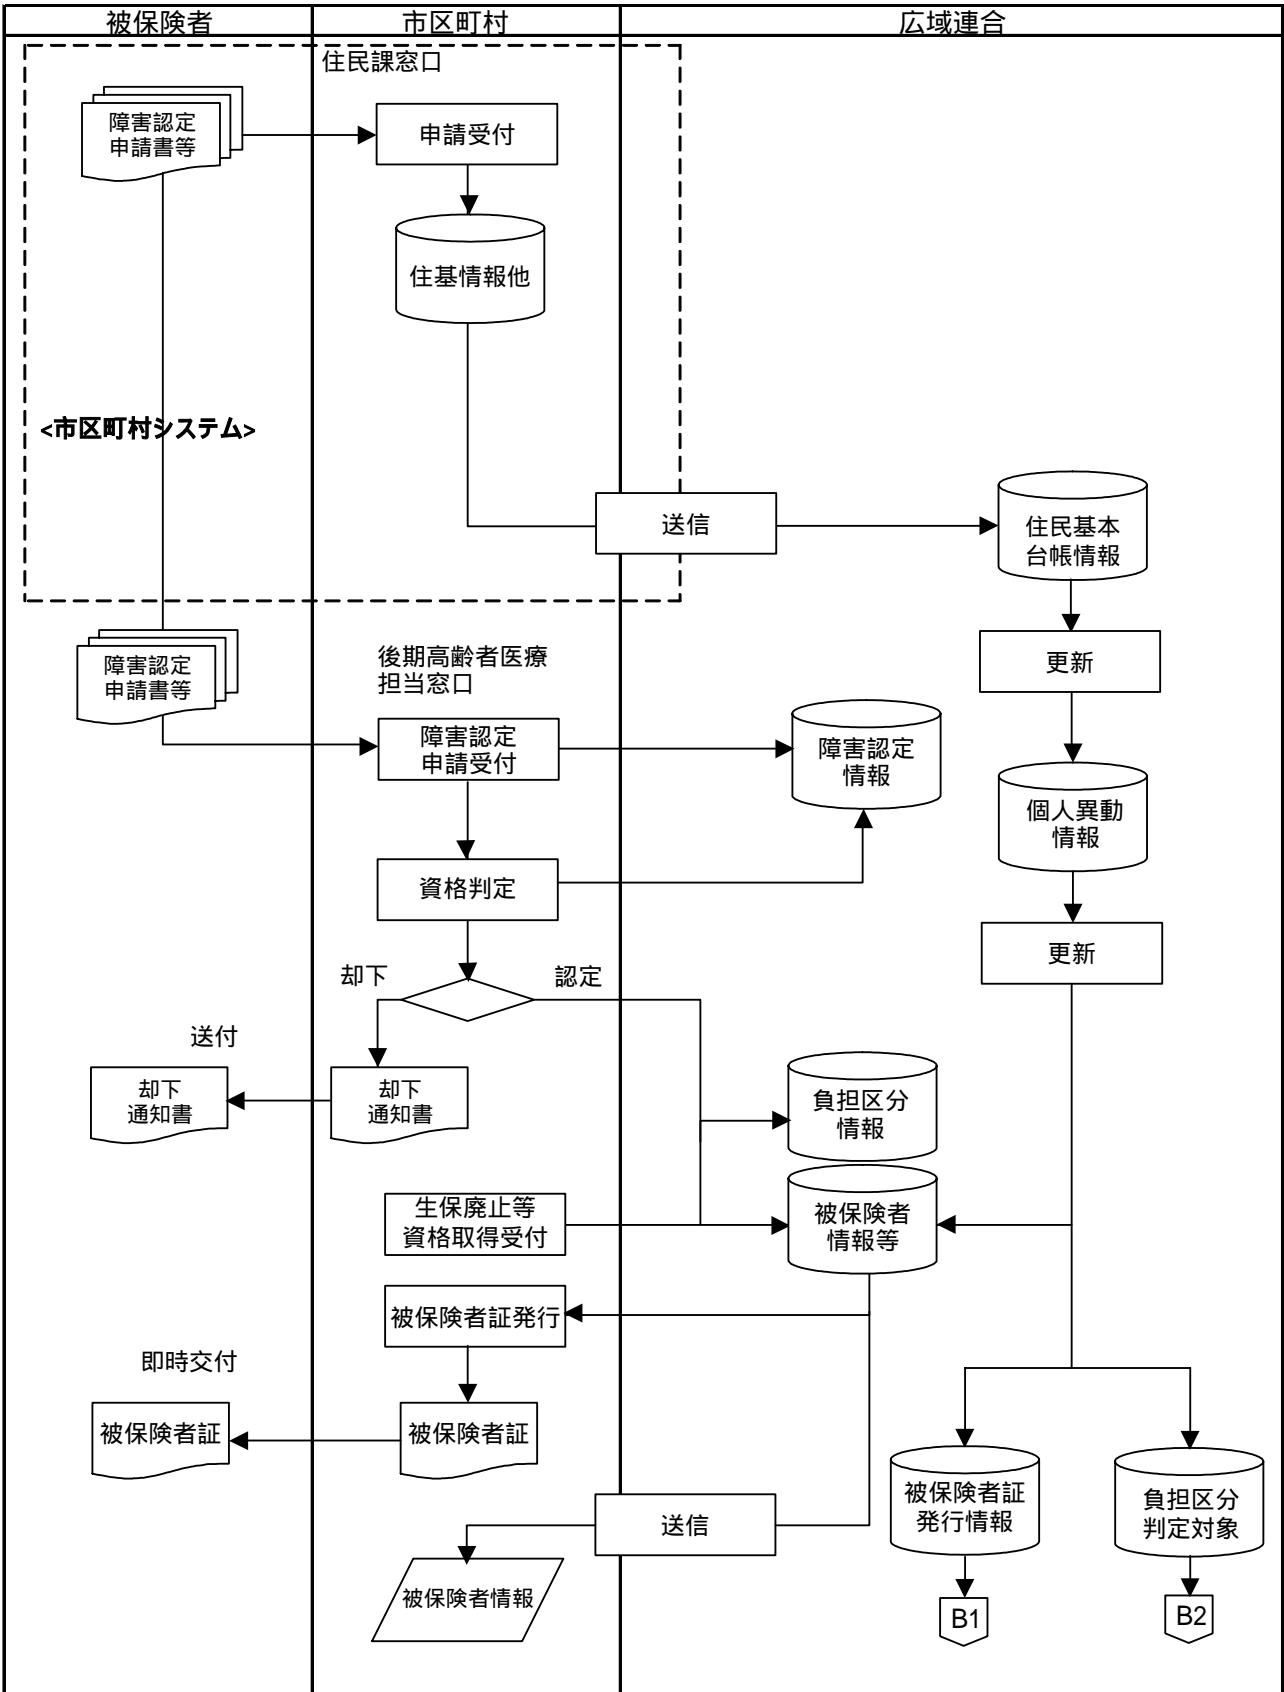 被保険者
市区町村
広域連合
住民課窓口
障害認定
申請書等
申請受付
住基情報他
<市区町村システム>
送信
住民基本
台帳情報
障害認定
申請書等
後期高齢者医療
担当窓口
更新
障害認定
申請受付
障害認定
情報
個人異動
情報
資格判定
更新
却下
認定
送付
却下
通知書
却下
通知書
負担区分
情報
生保廃止等
資格取得受付
被保険者
情報等
被保険者証発行
即時交付
被保険者証
被保険者証
被保険者証
発行情報
負担区分
判定対象
送信
被保険者情報
B1
B2